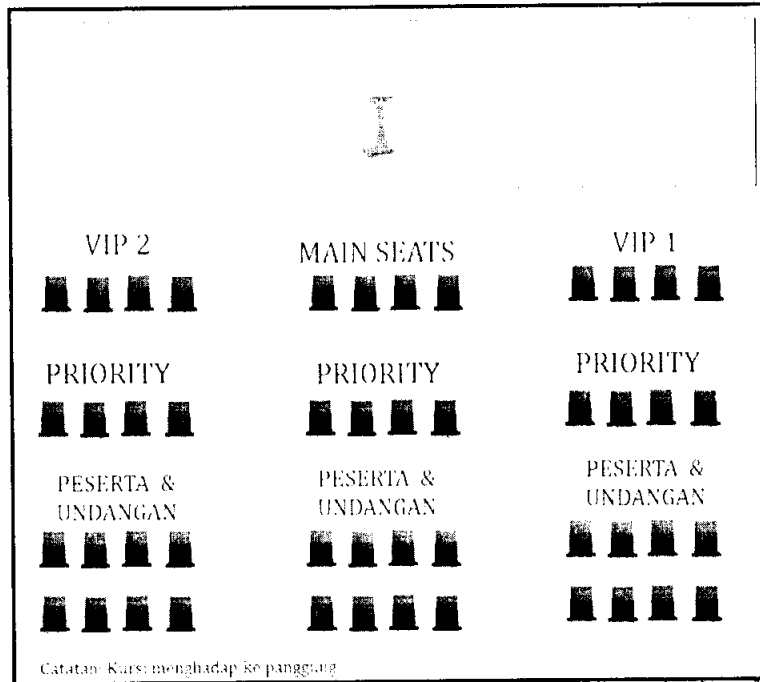 VIP 2
MAIN SEATS
VIP 1
PRIORITY
PRIORITY
PRIORITY
PESERTA &
UNDANGAN
PESERTA &
UNDANGAN
PESERTA &
UNDANGAN
Catatan: Kursi menghadap ke panggung